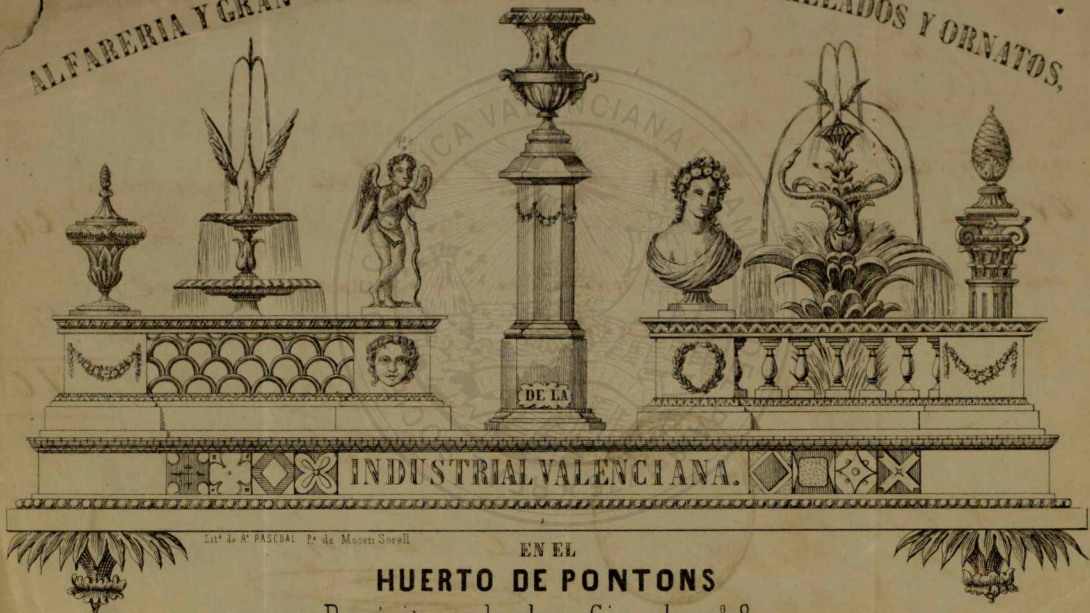 ALFARERIA Y GRAN
Y ORNATOS,
DE LA
INDUSTRIAL VALENCIANA.
Litª de Aº PASCUAL Pª de Mosen Sorell
EN EL
HUERTO DE PONTONS